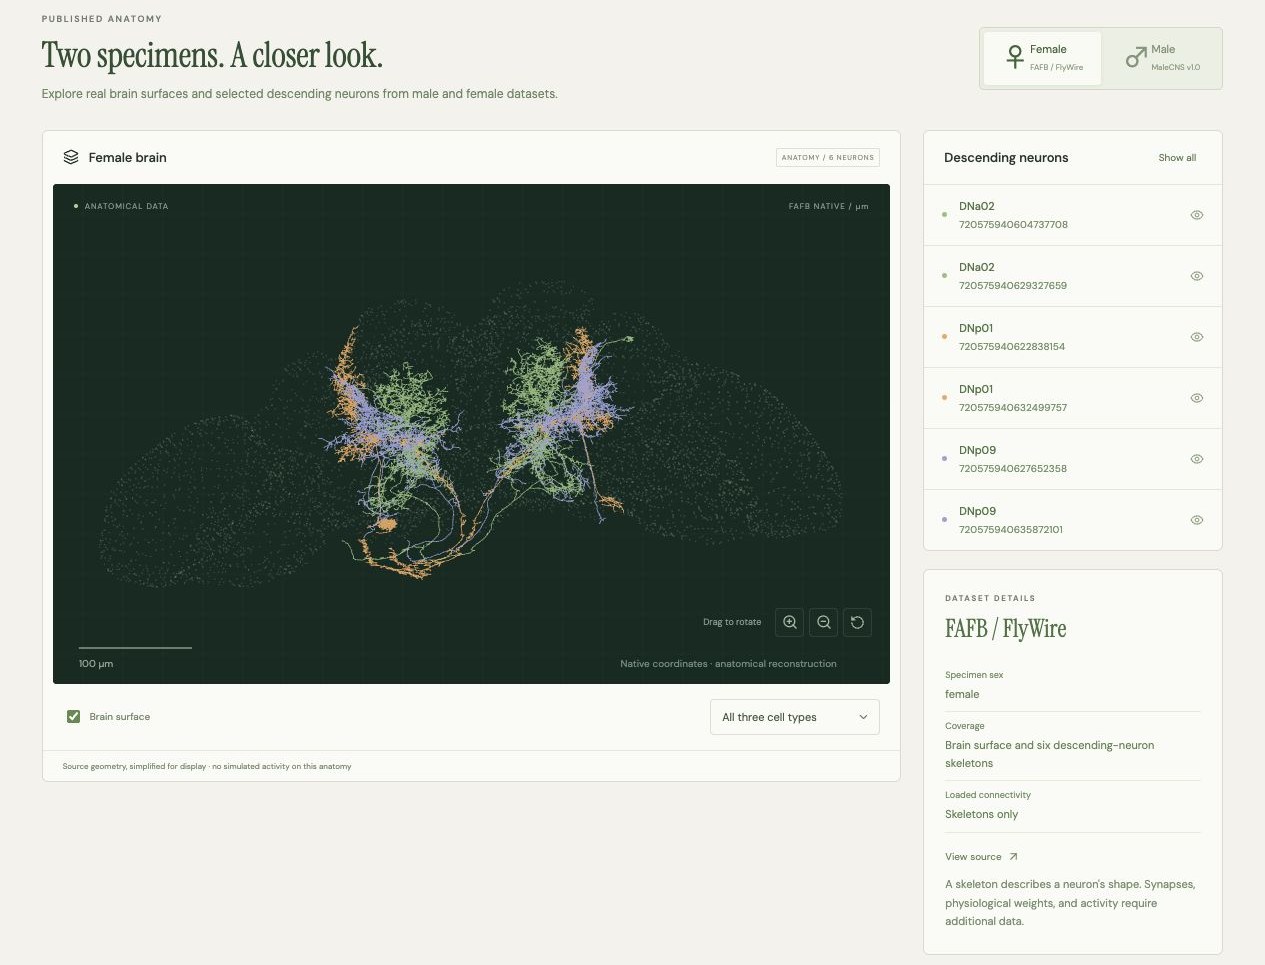 PUBLISHED ANATOMY
Two specimens. A closer look.
Explore real brain surfaces and selected descending neurons from male and female datasets.
Female
FAFB / FlyWire
Male
MaleCNS v1.0
Female brain
ANATOMY / 6 NEURONS
ANATOMICAL DATA
FAFB NATIVE / μm
Drag to rotate
100 μm
Native coordinates · anatomical reconstruction
Brain surface
All three cell types
Source geometry, simplified for display · no simulated activity on this anatomy
Descending neurons
Show all
DNa02
720575940604737708
DNa02
720575940629327659
DNp01
720575940622838154
DNp01
720575940632499757
DNp09
720575940627652358
DNp09
720575940635872101
DATASET DETAILS
FAFB / FlyWire
Specimen sex
female
Coverage
Brain surface and six descending-neuron
skeletons
Loaded connectivity
Skeletons only
View source
A skeleton describes a neuron's shape. Synapses,
physiological weights, and activity require
additional data.